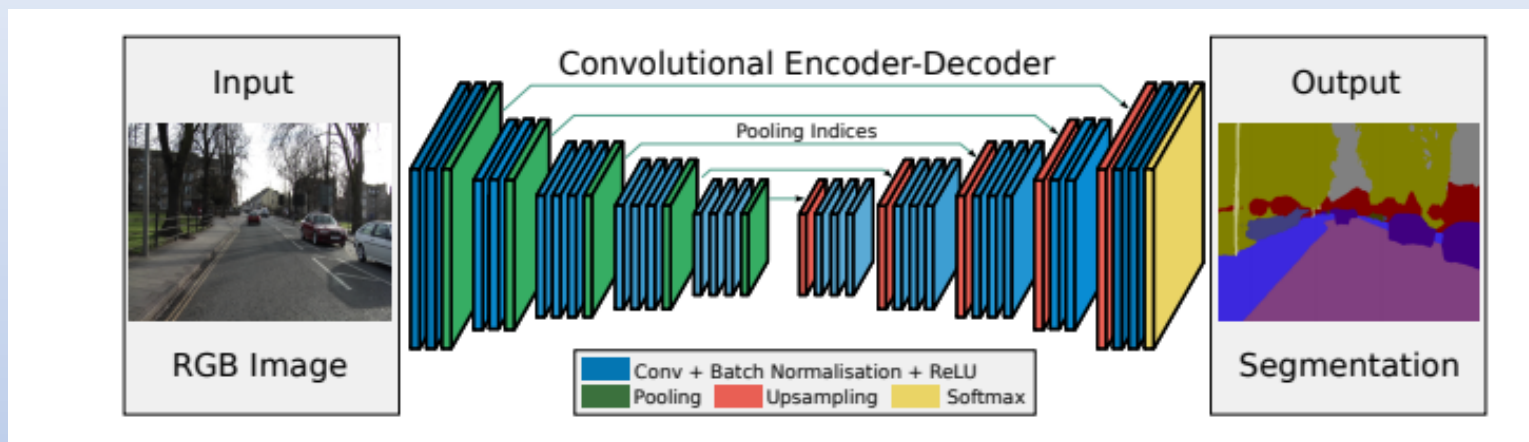 Input
RGB Image
Convolutional Encoder-Decoder
Pooling Indices
Conv + Batch Normalisation + ReLU
Pooling Upsampling Softmax
Output
Segmentation